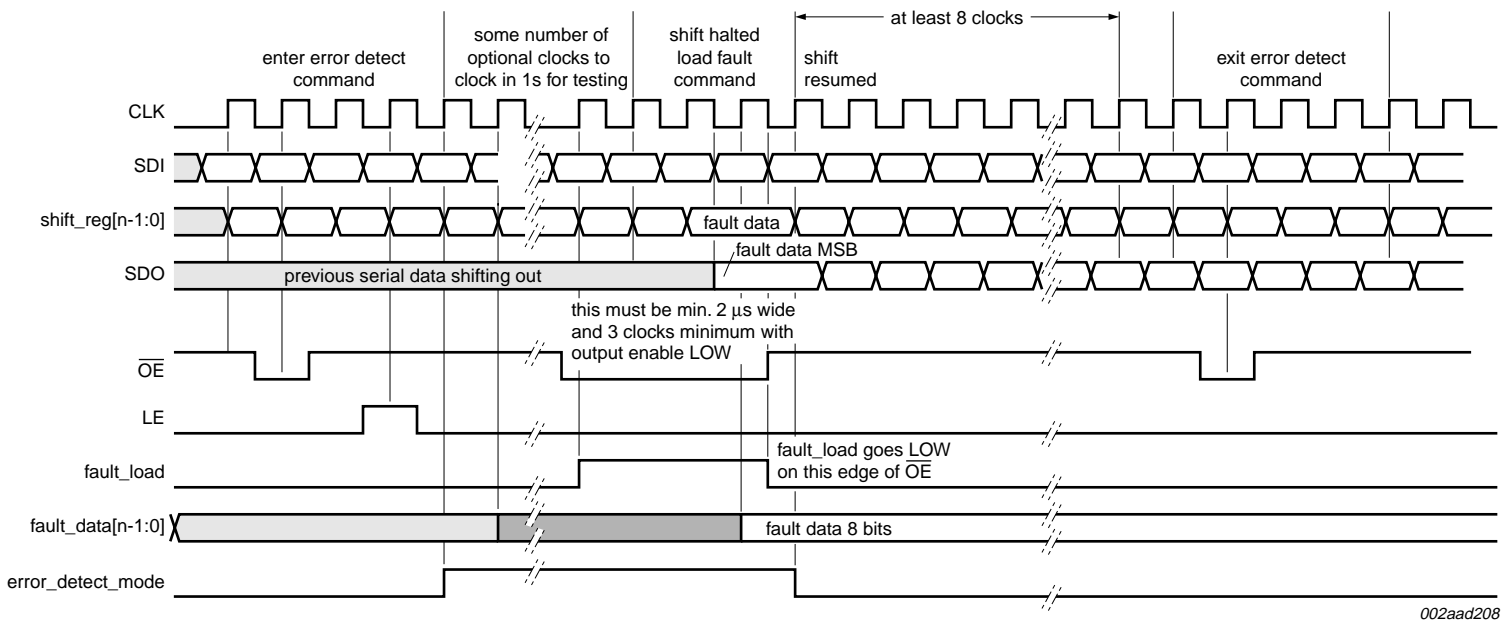 at least 8 clocks
some number of
optional clocks to
clock in 1s for testing
shift halted
load fault
command
enter error detect
command
shift
resumed
exit error detect
command
CLK
SDI
shift_reg[n-1:0]
fault data
fault data MSB
SDO
previous serial data shifting out
this must be min. 2 μs wide
and 3 clocks minimum with
output enable LOW
OE
LE
fault_load goes LOW
on this edge of OE
fault_load
fault_data[n-1:0]
fault data 8 bits
error_detect_mode
002aad208